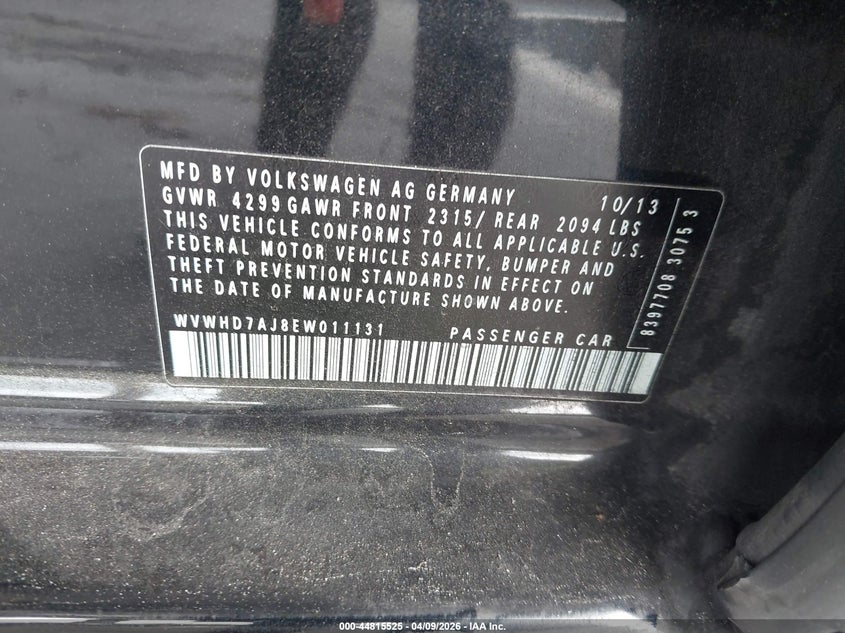 MFD BY VOLKSWAGEN AG GERMANY 10/13
GVWR 4299 GAWR FRONT 2315/ REAR 2094 LBS
THIS VEHICLE CONFORMS TO ALL APPLICABLE U.S.
FEDERAL MOTOR VEHICLE SAFETY, BUMPER AND
THEFT PREVENTION STANDARDS IN EFFECT ON
THE DATE OF MANUFACTURE SHOWN ABOVE.
WVWHD7AJ8EW011131 PASSENGER CAR
8397708 3075 3
000-44815525 - 04/09/2026 - IAA Inc.